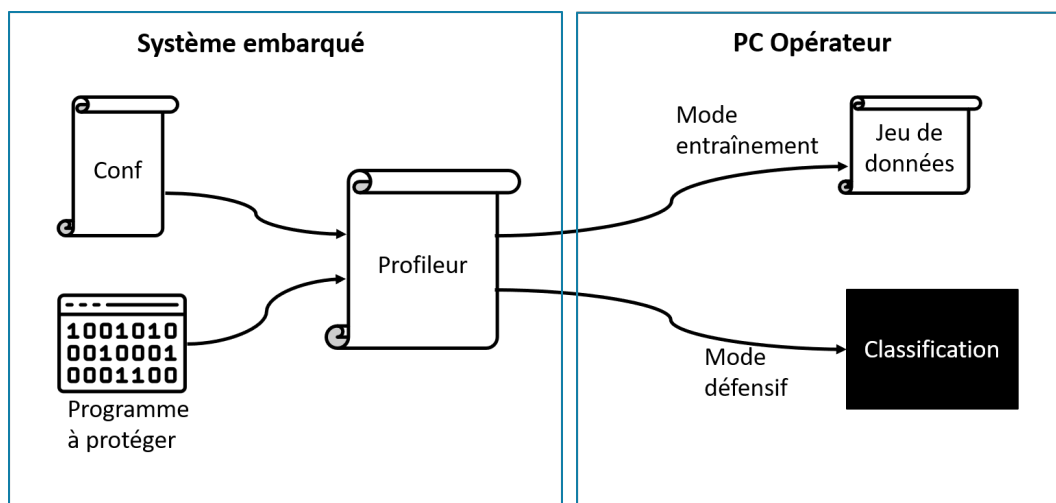 Système embarqué
Conf
Profileur
1001010
0010001
0001100
Programme
à protéger
PC Opérateur
Mode
entraînement
Jeu de
données
Mode
défensif
Classification